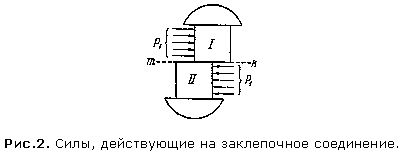 P₁ I
m n
II P₁
Рис.2. Силы, действующие на заклепочное соединение.